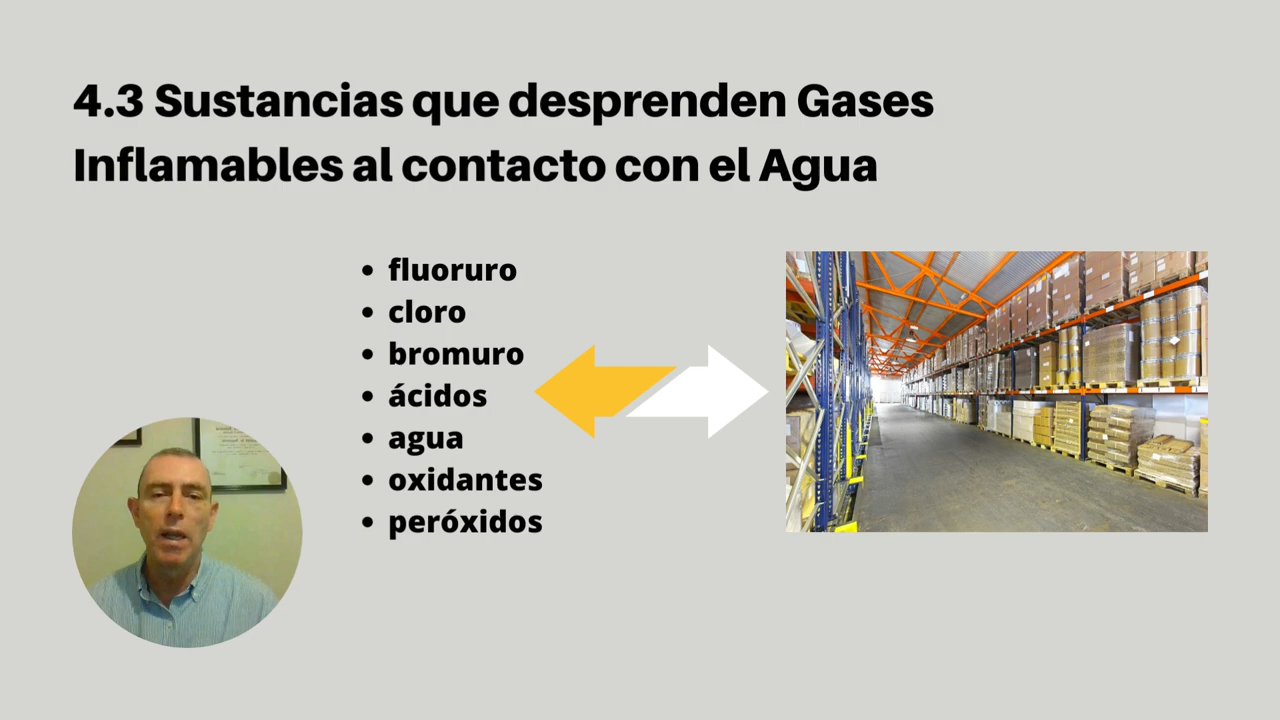 4.3 Sustancias que desprenden Gases
Inflamables al contacto con el Agua
fluoruro
cloro
bromuro
ácidos
agua
oxidantes
peróxidos